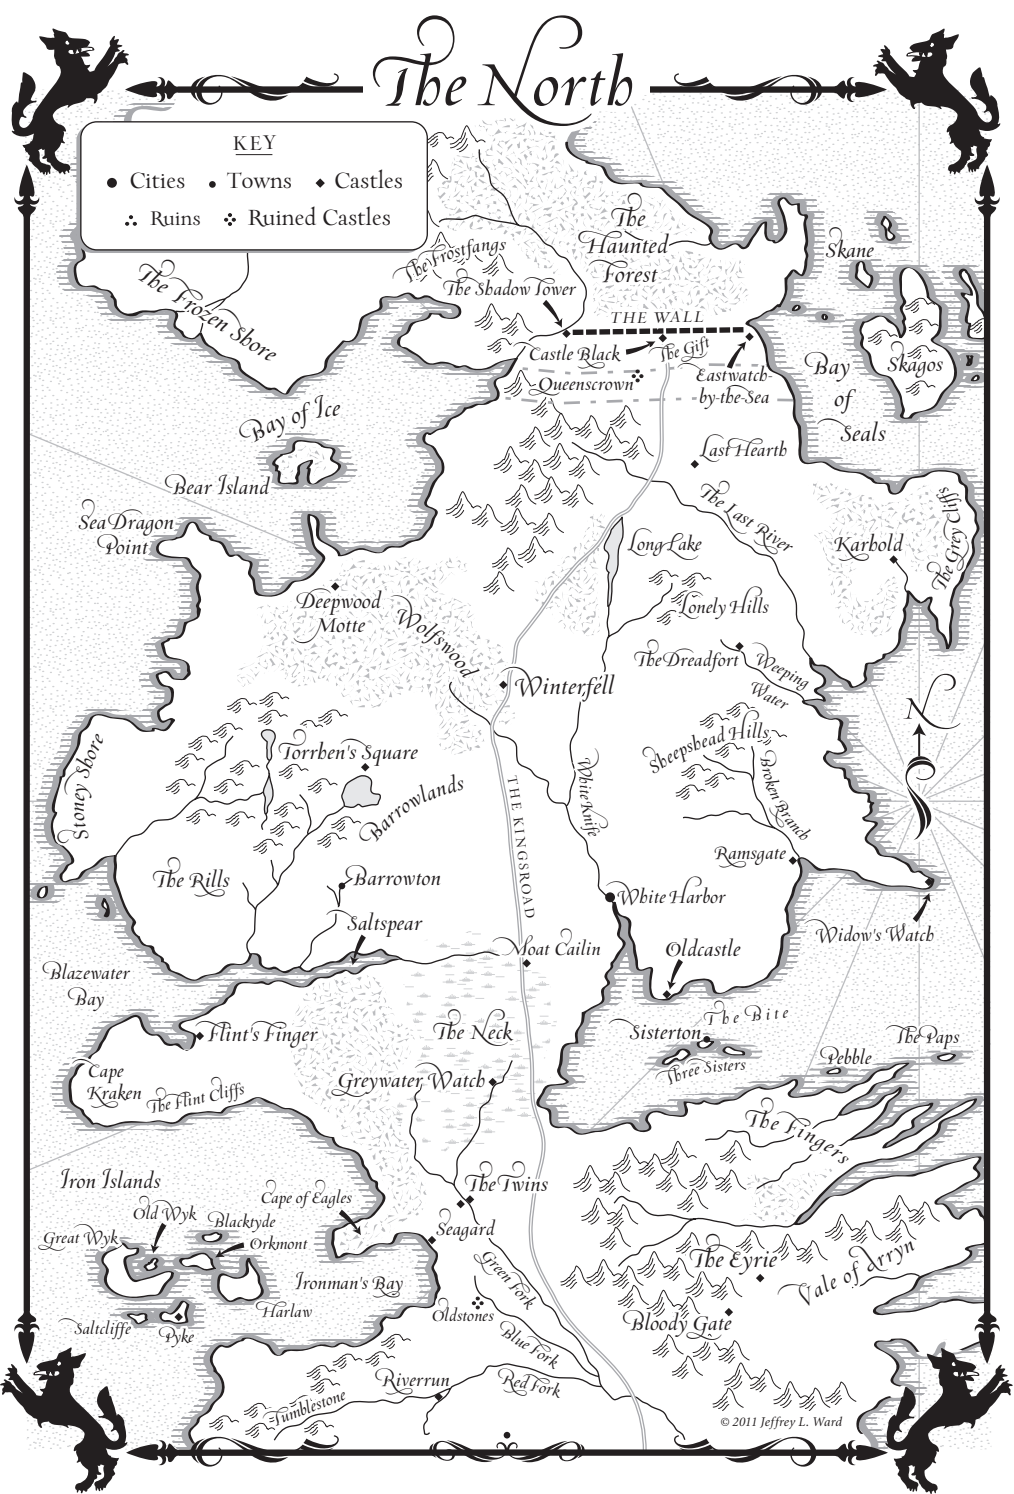 The North
KEY
Cities
Towns
Castles
Ruins
Ruined Castles
The Haunted Forest
Skane
The Frostfangs
The Frozen Shore
The Shadow Tower
THE WALL
Castle Black
The Gift
Queenscrown
Eastwatch-
by-the-Sea
Skagos
Bay
of
Seals
Bay of Ice
Bear Island
Last Hearth
Sea Dragon
Point
The Last River
The Grey Cliffs
Karhold
Long Lake
Deepwood
Motte
Wolfswood
Lonely Hills
The Dreadfort
Weeping
Water
Winterfell
N
Stoney Shore
Torrhen's Square
Barrowlands
Sheepshead Hills
THE KINGSROAD
White Knife
Broken Branch
Ramsgate
The Rills
Barrowton
White Harbor
Widow's Watch
Saltspear
Moat Cailin
Oldcastle
Blazewater
Bay
Flint's Finger
The Neck
The Bite
Sisterton
Three Sisters
The Paps
Pebble
Cape
Kraken
The Flint Cliffs
Greywater Watch
The Fingers
Iron Islands
The Twins
Old Wyk
Cape of Eagles
Great Wyk
Blacktyde
Orkmont
Seagard
The Eyrie
Vale of Arryn
Ironman's Bay
Harlaw
Green Fork
Oldstones
Saltcliffe
Pyke
Blue Fork
Bloody Gate
Riverrun
Red Fork
Tumblestone
© 2011 Jeffrey L. Ward